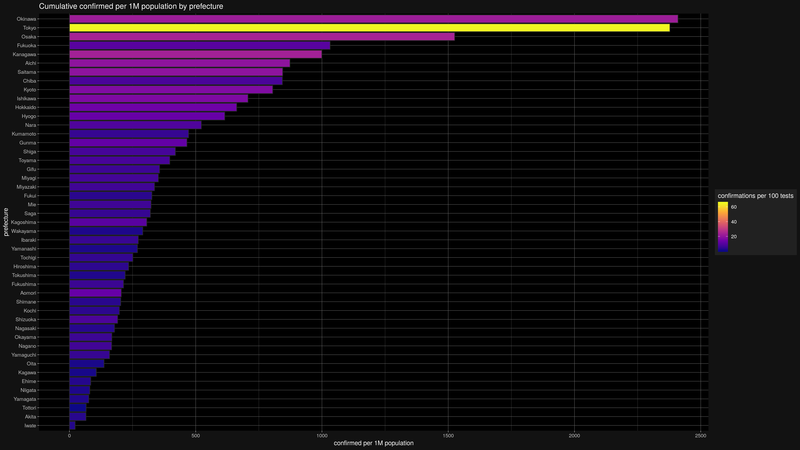 Cumulative confirmed per 1M population by prefecture
Okinawa
Tokyo
Osaka
Fukuoka
Kanagawa
Aichi
Saitama
Chiba
Kyoto
Ishikawa
Hokkaido
Hyogo
Nara
Kumamoto
Gunma
Shiga
Toyama
Gifu
Miyagi
Miyazaki
Fukui
Mie
Saga
Kagoshima
Wakayama
Ibaraki
Yamanashi
Tochigi
Hiroshima
Tokushima
Fukushima
Aomori
Shimane
Kochi
Shizuoka
Nagasaki
Okayama
Nagano
Yamaguchi
Oita
Kagawa
Ehime
Niigata
Yamagata
Tottori
Akita
Iwate
prefecture
0 500 1000 1500 2000 2500
confirmed per 1M population
confirmations per 100 tests
60
40
20